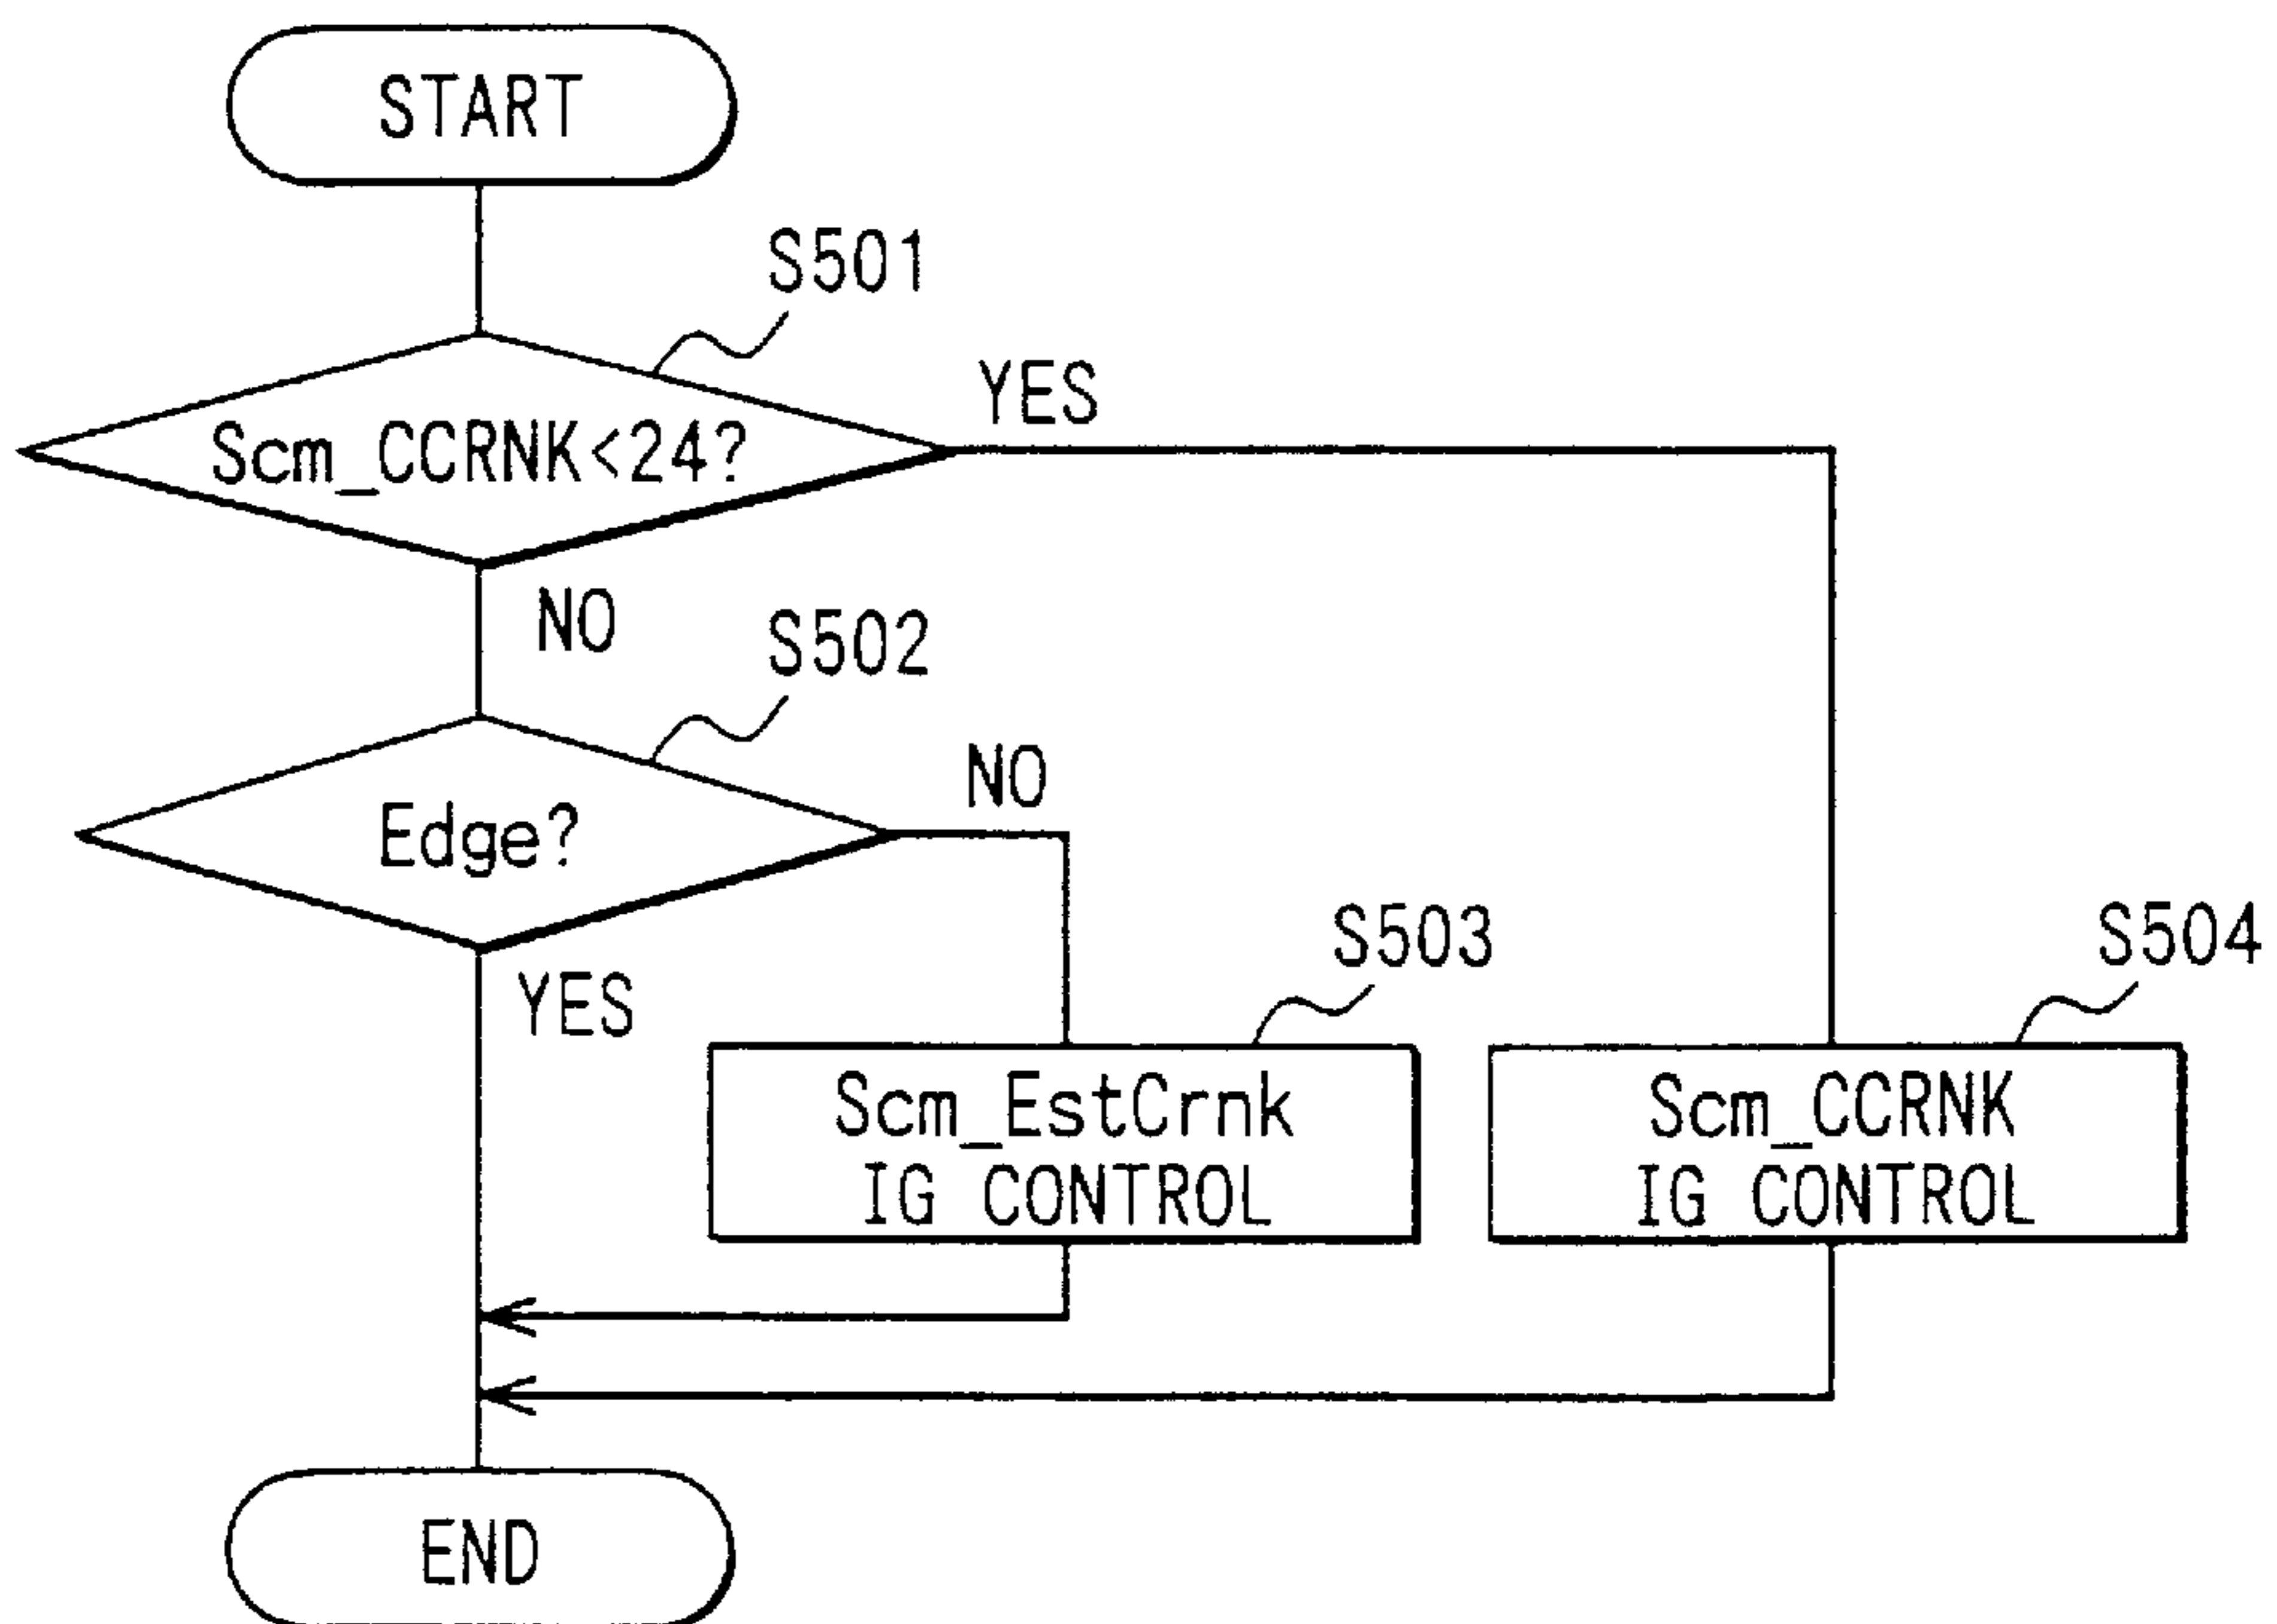 START
S501
YES
Scm_CCRNK<24?
NO
S502
NO
Edge?
YES
S503
S504
Scm_EstCrnk
IG CONTROL
Scm_CCRNK
IG CONTROL
END